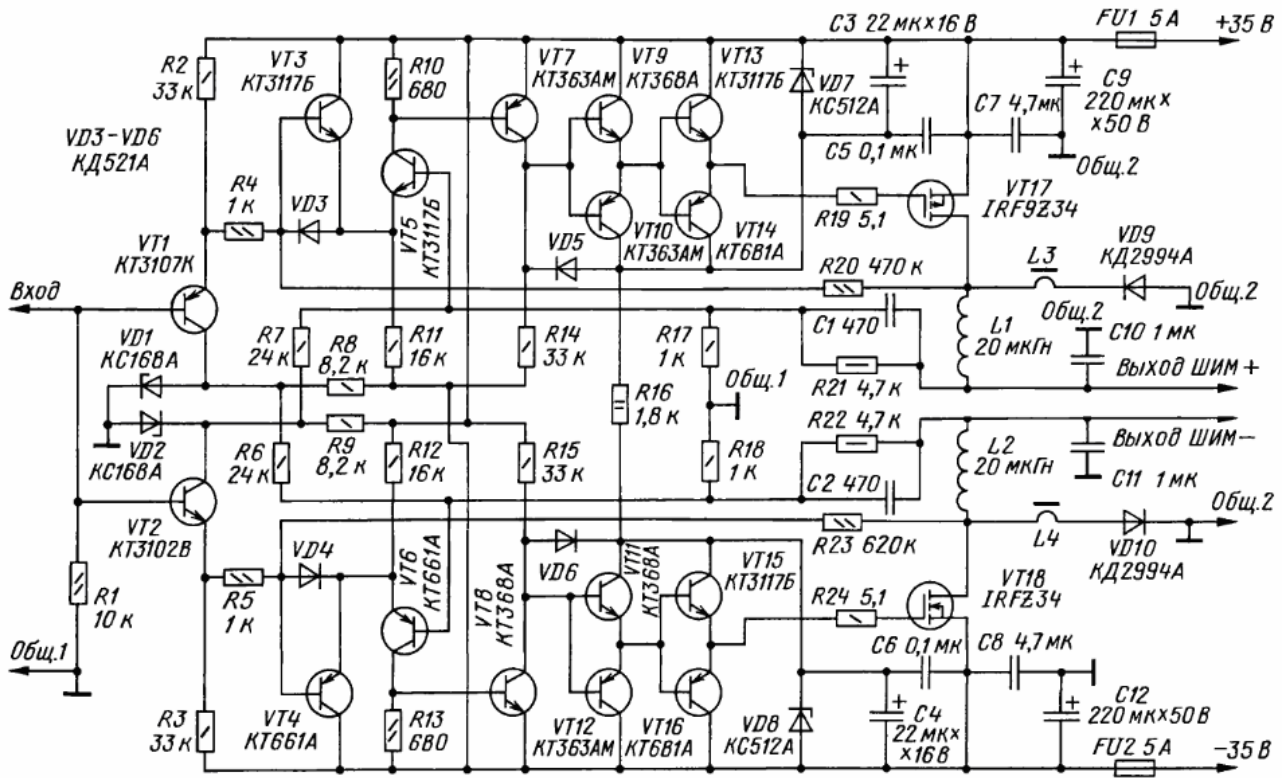 C3 22 мк×16 В
FU1 5 А
+35 В
R2
33 к
VT3
КТ3117Б
R10
680
VT7
КТ363АМ
VT9
КТ368А
VT13
КТ3117Б
VD7
КС512А
C7 4,7мк
C9
220 мк×
×50 В
VD3-VD6
КД521А
C5 0,1 мк
Общ.2
R4
1 к
VD3
VT5
КТ3117Б
VT10
КТ363АМ
VT14
КТ681А
R19 5,1
VT17
IRF9Z34
VT1
КТ3107К
VD5
R20 470 к
L3
VD9
КД2994А
Вход
Общ.2
VD1
КС168А
R7
24 к
R8
8,2 к
R11
16 к
R14
33 к
R17
1 к
C1 470
L1
20 мкГн
Общ.2
C10 1 мк
R16
1,8 к
Общ.1
R21 4,7 к
Выход ШИМ+
VD2
КС168А
R6
24 к
R9
8,2 к
R12
16 к
R15
33 к
R18
1 к
R22 4,7 к
L2
20 мкГн
Выход ШИМ-
C2 470
C11 1 мк
VT2
КТ3102В
Общ.2
R1
10 к
R5
1 к
VD4
VT6
КТ661А
VT8
КТ368А
VD6
VT11
КТ368А
VT15
КТ3117Б
R23 620 к
L4
VD10
КД2994А
R24 5,1
VT18
IRFZ34
Общ.1
C6 0,1 мк
C8 4,7 мк
R3
33 к
VT4
КТ661А
R13
680
VT12
КТ363АМ
VT16
КТ681А
VD8
КС512А
C4
22 мк×
×16 В
C12
220 мк×50 В
FU2 5 А
-35 В